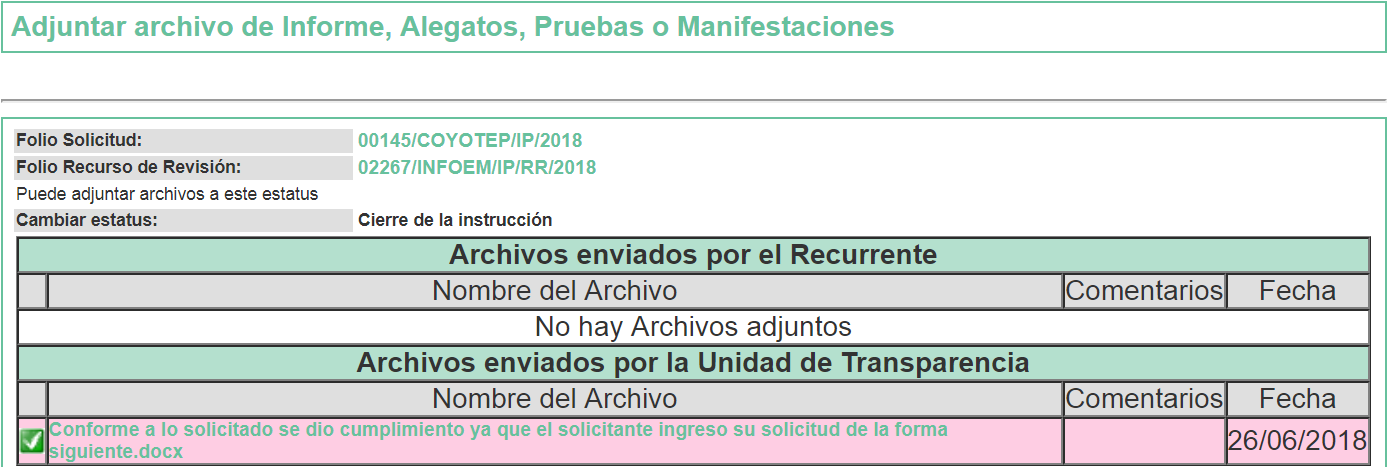 Adjuntar archivo de Informe, Alegatos, Pruebas o Manifestaciones
Folio Solicitud: 00145/COYOTEP/IP/2018
Folio Recurso de Revisión: 02267/INFOEM/IP/RR/2018
Puede adjuntar archivos a este estatus
Cambiar estatus: Cierre de la instrucción
Archivos enviados por el Recurrente
Nombre del Archivo Comentarios Fecha
No hay Archivos adjuntos
Archivos enviados por la Unidad de Transparencia
Nombre del Archivo Comentarios Fecha
Conforme a lo solicitado se dio cumplimiento ya que el solicitante ingreso su solicitud de la forma
siguiente.docx 26/06/2018